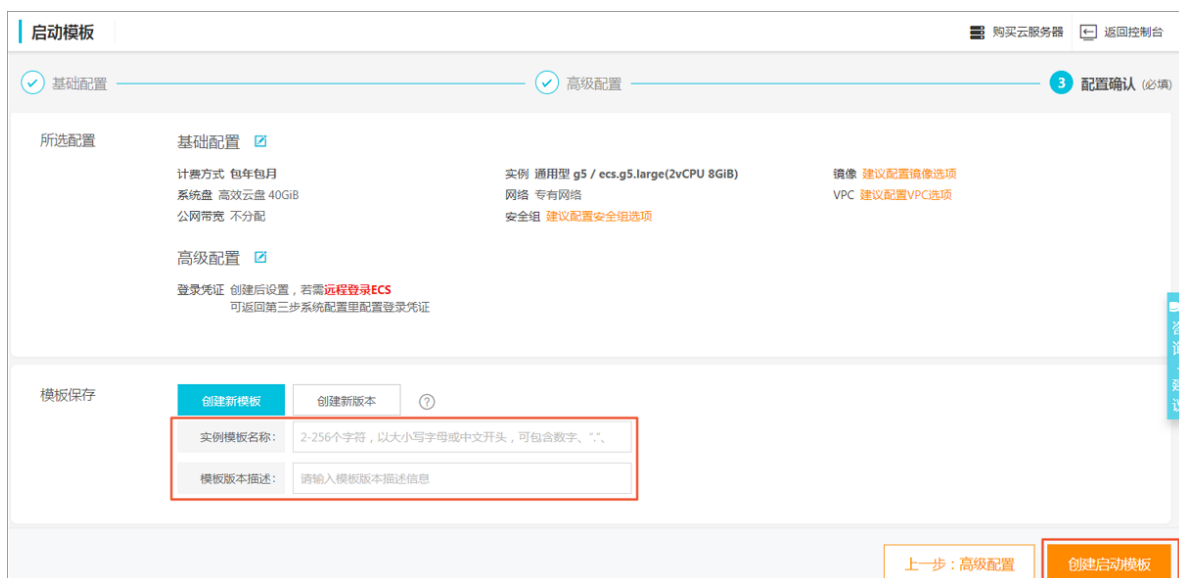 启动模板
购买云服务器 返回控制台
基础配置 高级配置 3 配置确认 (必填)
所选配置
基础配置
计费方式 包年包月 实例 通用型 g5 / ecs.g5.large(2vCPU 8GiB) 镜像 建议配置镜像选项
系统盘 高效云盘 40GiB 网络 专有网络 VPC 建议配置VPC选项
公网带宽 不分配 安全组 建议配置安全组选项
高级配置
登录凭证 创建后设置，若需远程登录ECS
可返回第三步系统配置里配置登录凭证
咨询·建议
模板保存
创建新模板 创建新版本 ?
实例模板名称： 2-256个字符，以大小写字母或中文开头，可包含数字、"."、
模板版本描述： 请输入模板版本描述信息
上一步：高级配置 创建启动模板